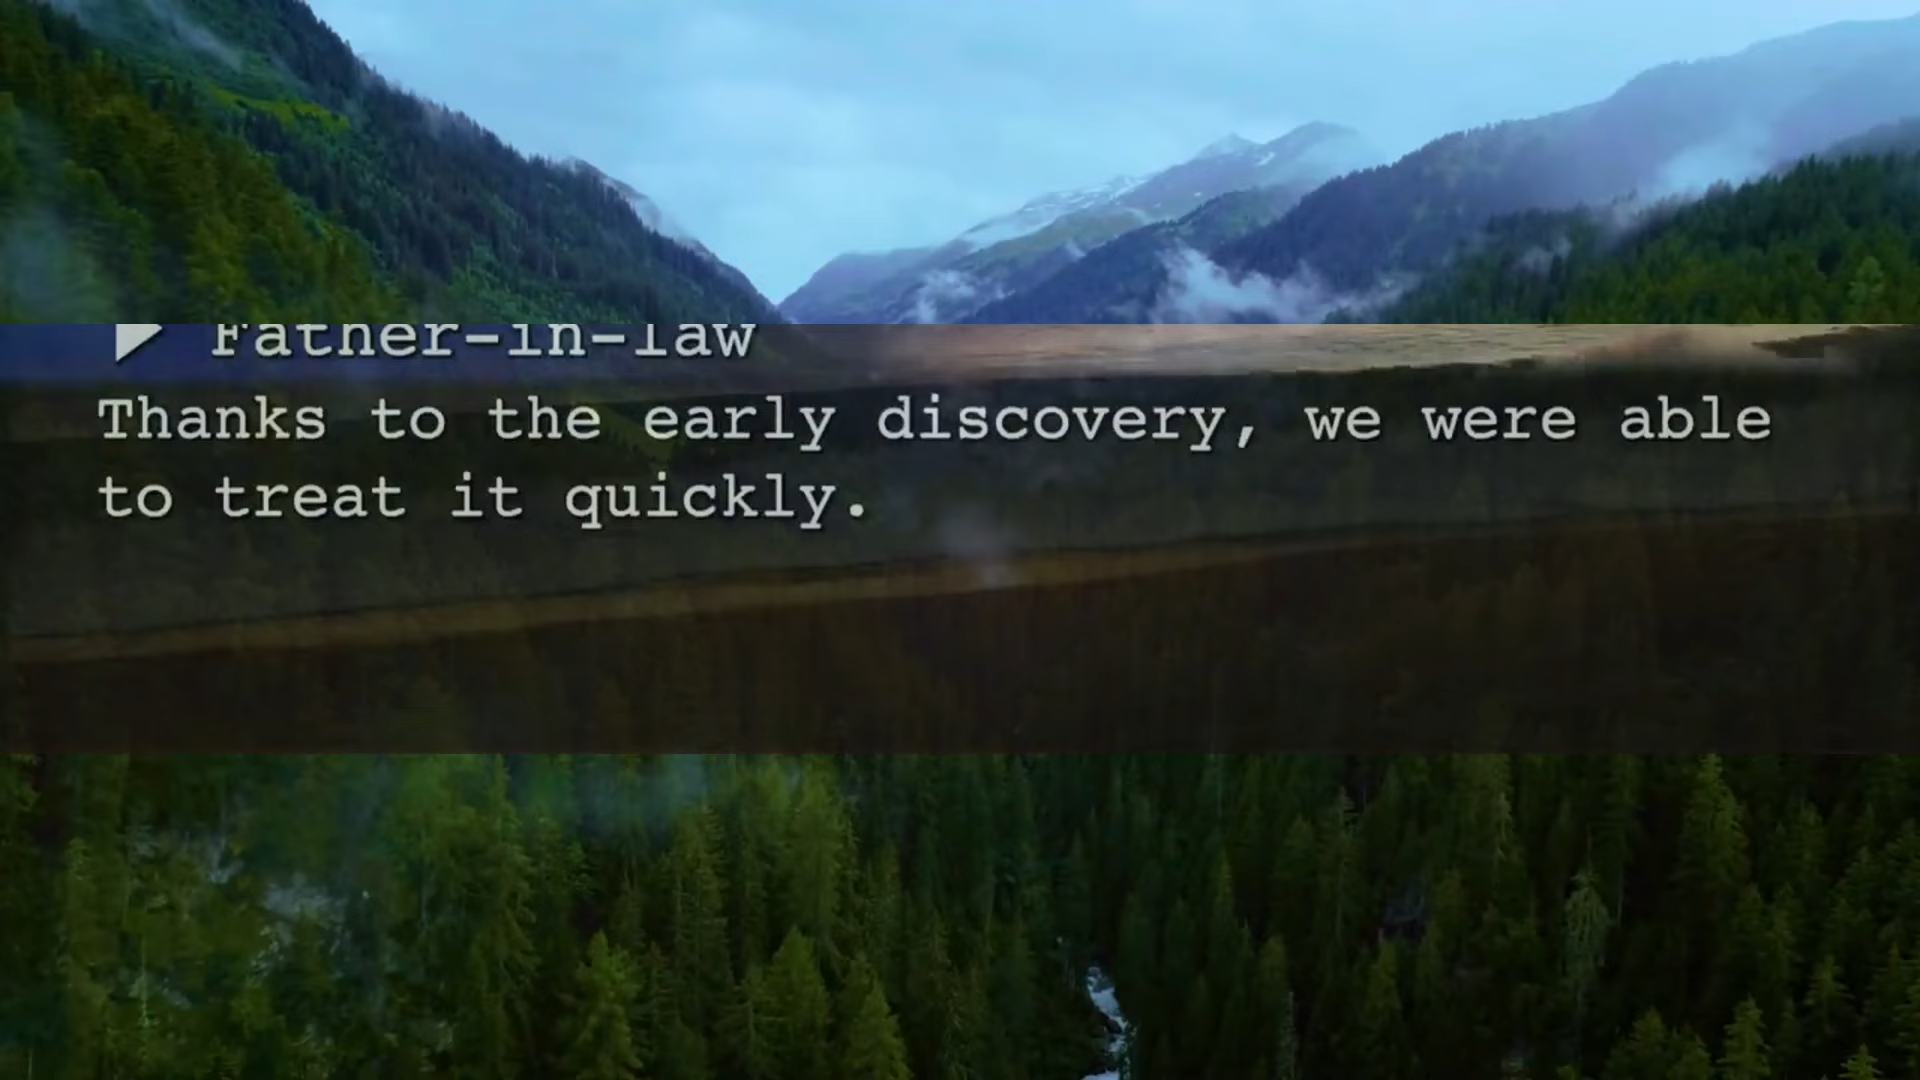 Father-in-law
Thanks to the early discovery, we were able
to treat it quickly.